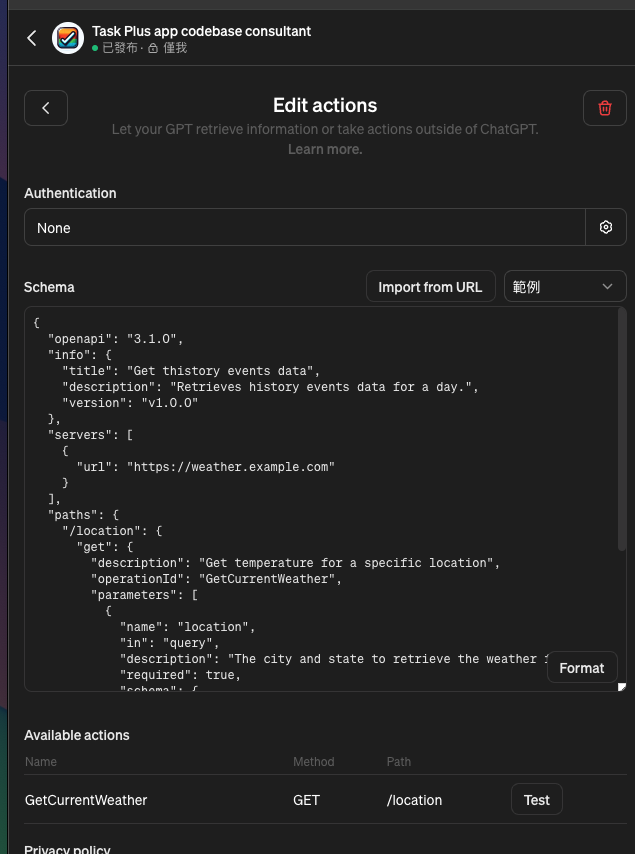 Task Plus app codebase consultant
已發布 · 僅我
Edit actions
Let your GPT retrieve information or take actions outside of ChatGPT.
Learn more.
Authentication
None
Schema
Import from URL
範例
{
"openapi": "3.1.0",
"info": {
"title": "Get thistory events data",
"description": "Retrieves history events data for a day.",
"version": "v1.0.0"
},
"servers": [
{
"url": "https://weather.example.com"
}
],
"paths": {
"/location": {
"get": {
"description": "Get temperature for a specific location",
"operationId": "GetCurrentWeather",
"parameters": [
{
"name": "location",
"in": "query",
"description": "The city and state to retrieve the weather
"required": true,
"schema": {
Format
Available actions
Name Method Path
GetCurrentWeather GET /location Test
Privacy policy